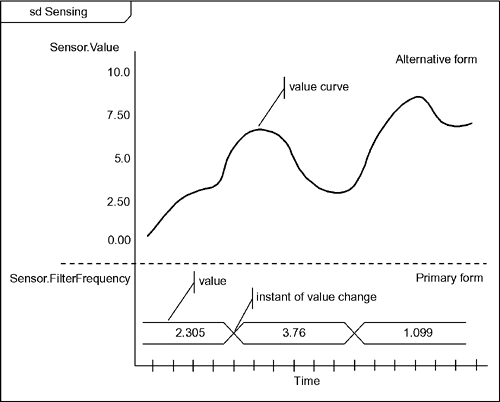 sd Sensing
Sensor.Value
Alternative form
10.0
7.50
5.0
2.50
0.00
value curve
Sensor.FilterFrequency
value
Primary form
instant of value change
2.305
3.76
1.099
Time